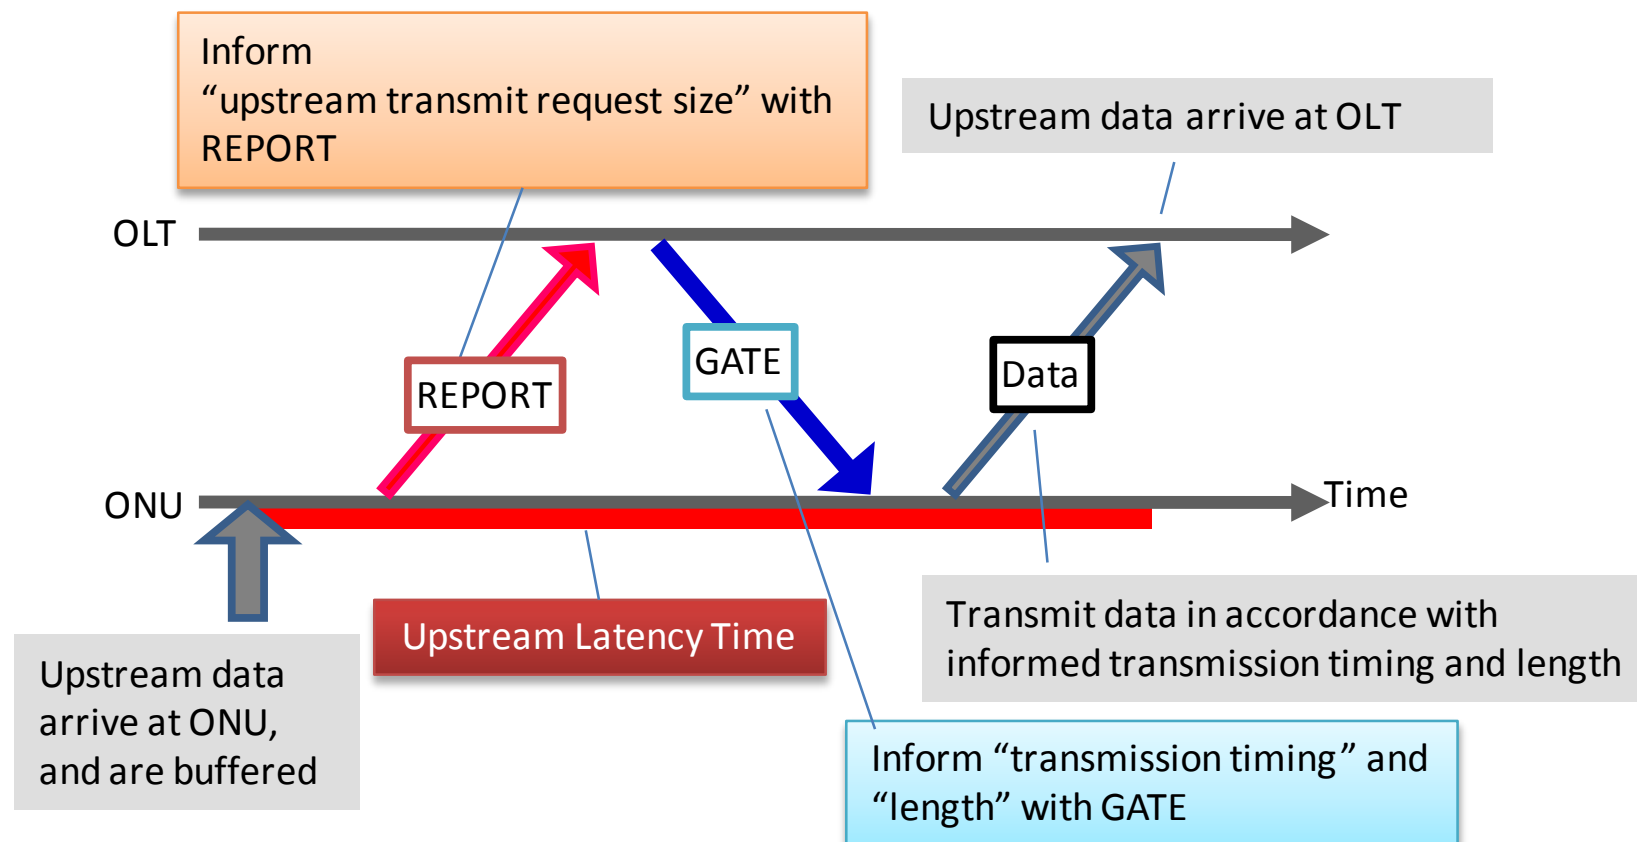 Inform
“upstream transmit request size” with
REPORT
Upstream data arrive at OLT
OLT
REPORT
GATE
Data
ONU
Time
Upstream Latency Time
Upstream data
arrive at ONU,
and are buffered
Transmit data in accordance with
informed transmission timing and length
Inform “transmission timing” and
“length” with GATE